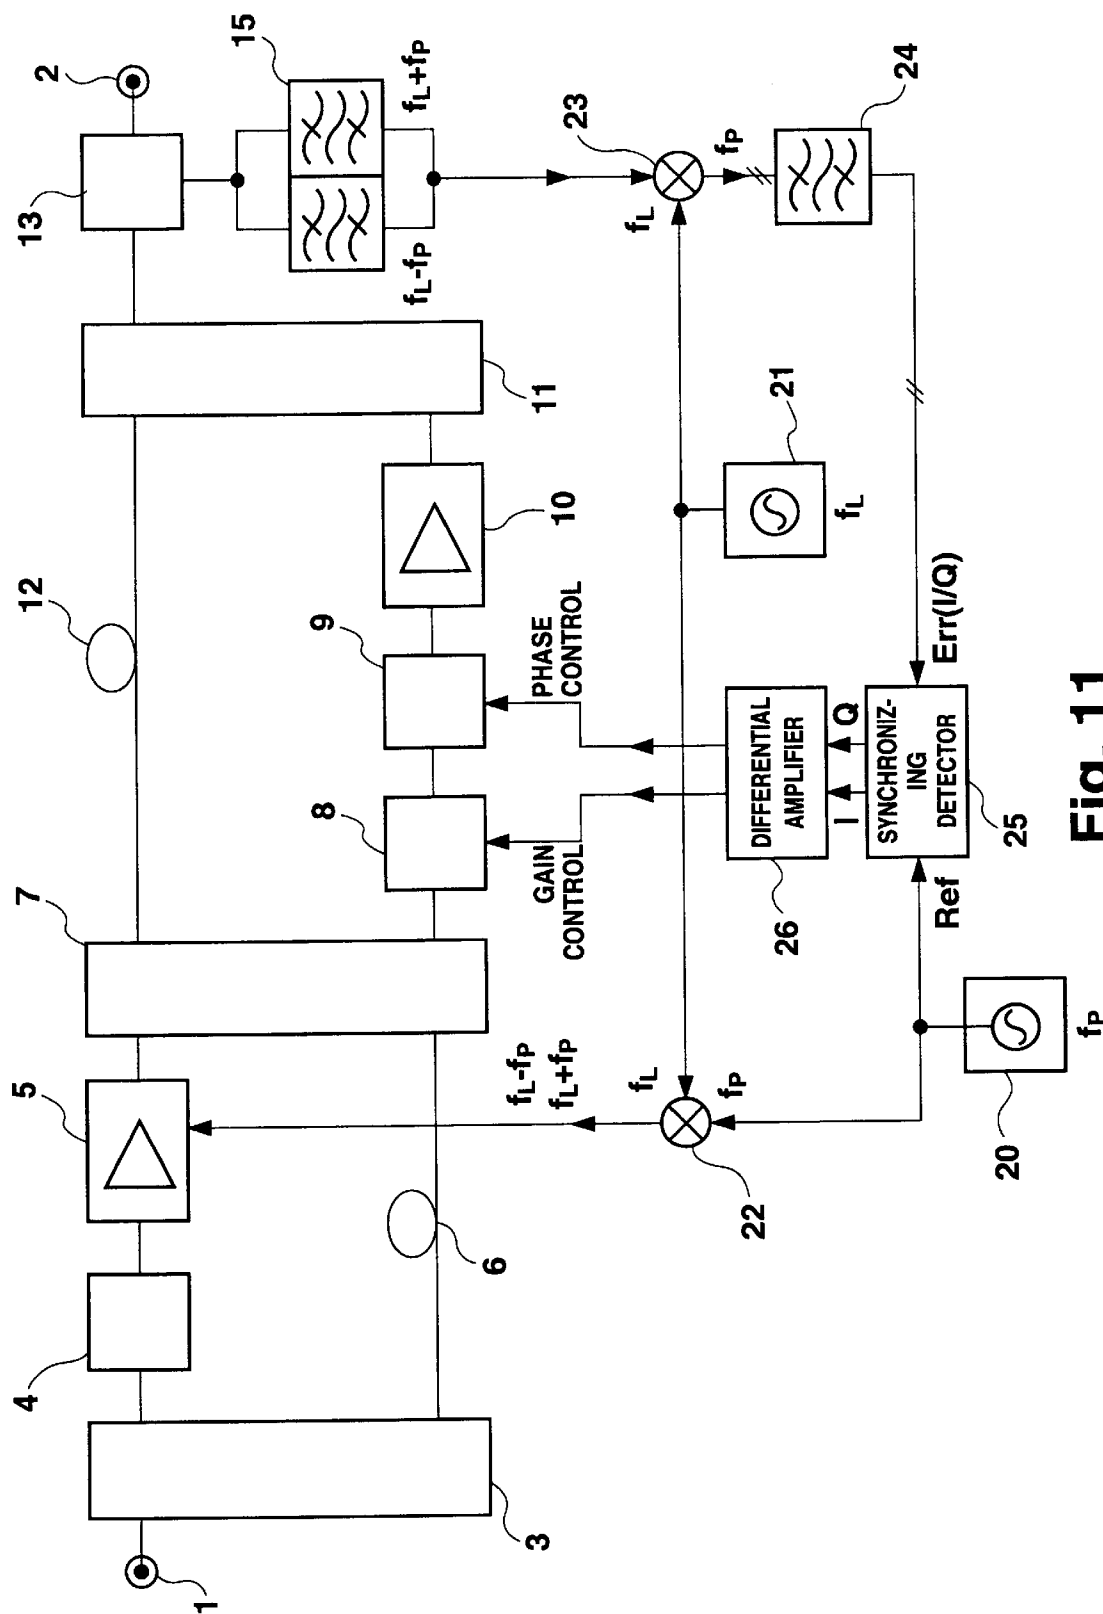 1
2
3
4
5
6
7
8
9
10
11
12
13
15
fL-fP
fL+fP
GAIN
CONTROL
PHASE
CONTROL
fL-fP
fL+fP
fL
fP
22
fL
23
fP
24
21
fL
DIFFERENTIAL
AMPLIFIER
26
I
Q
SYNCHRONIZ-
ING
DETECTOR
25
Ref
Err(I/Q)
20
fP
Fig. 11